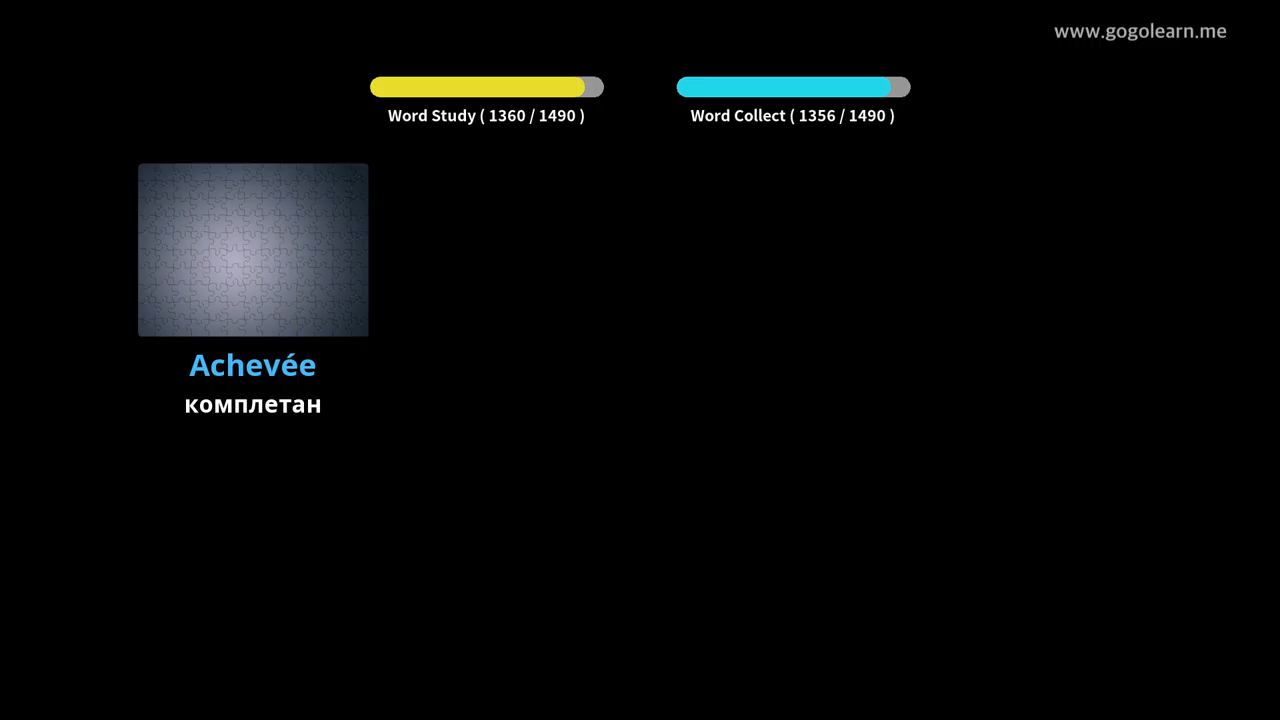 www.gogolearn.me
Word Study ( 1360 / 1490 )
Word Collect ( 1356 / 1490 )
Achevée
комплетан